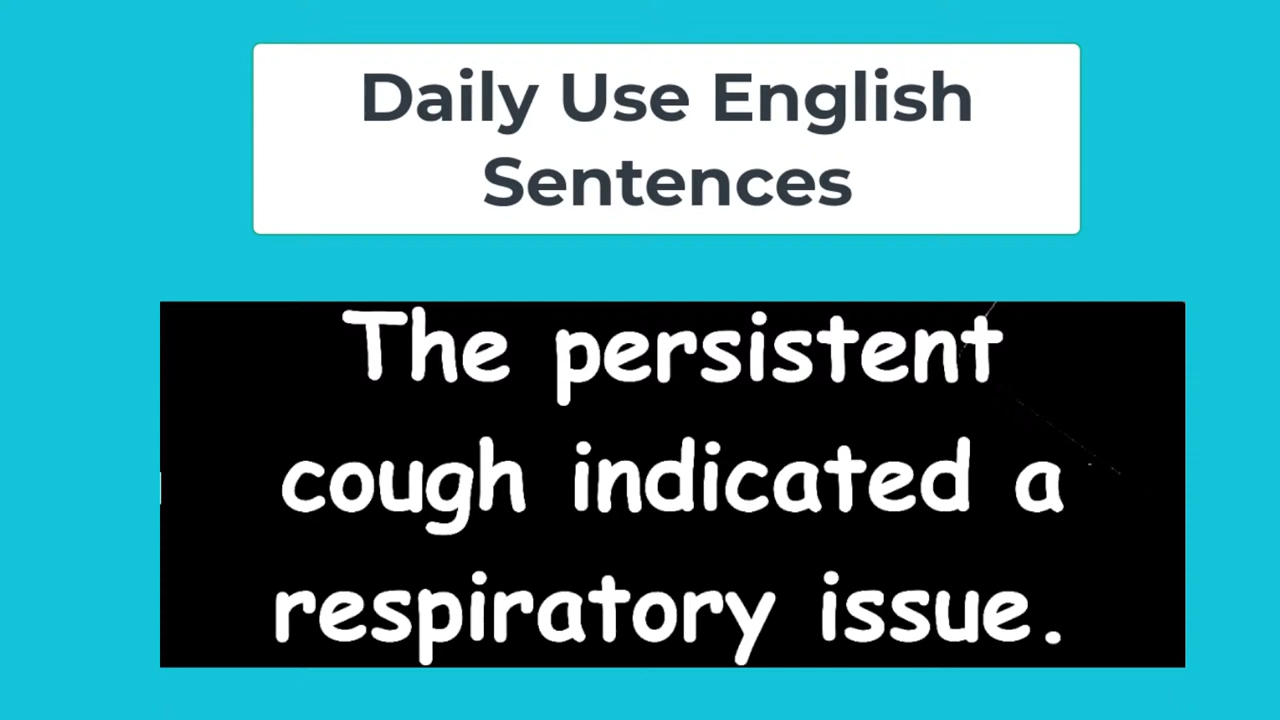 Daily Use English
Sentences
The persistent
cough indicated a
respiratory issue.